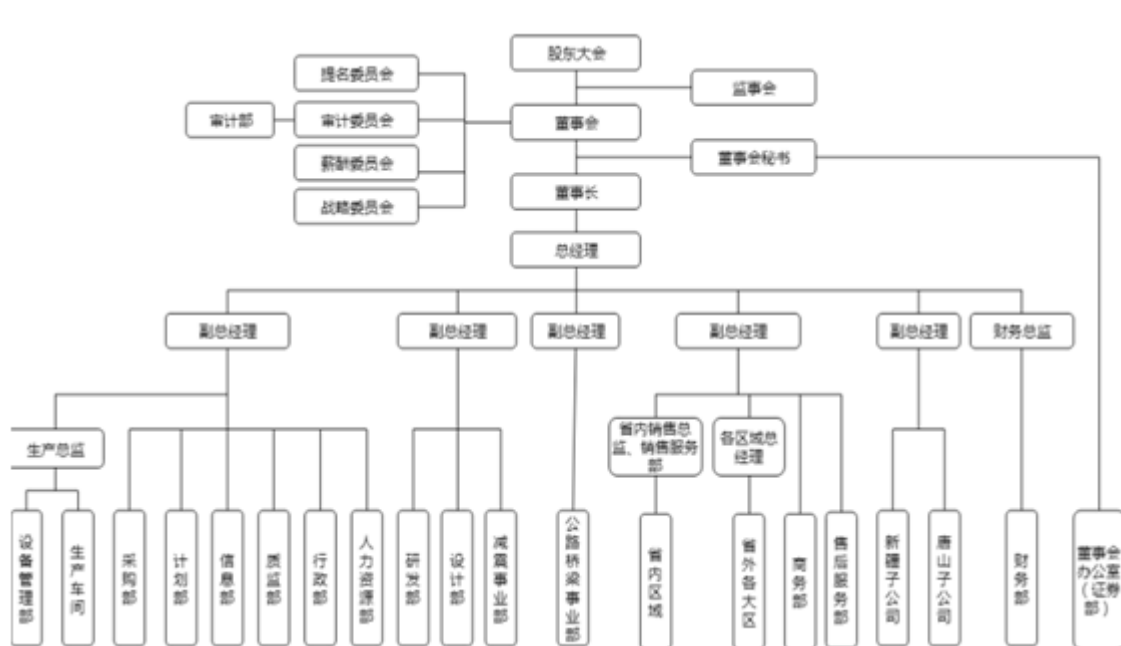 股东大会
提名委员会
监事会
审计部
审计委员会
董事会
薪酬委员会
董事会秘书
战略委员会
董事长
总经理
副总经理
副总经理
副总经理
副总经理
副总经理
财务总监
生产总监
省内销售总
监、销售服务
部
各区域总
经理
设备管理部
生产车间
采购部
计划部
信息部
质监部
行政部
人力资源部
研发部
设计部
减震事业部
公路桥梁事业部
省内区域
省外各大区
商务部
售后服务部
新疆子公司
唐山子公司
财务部
董事会
办公室
（证券
部）